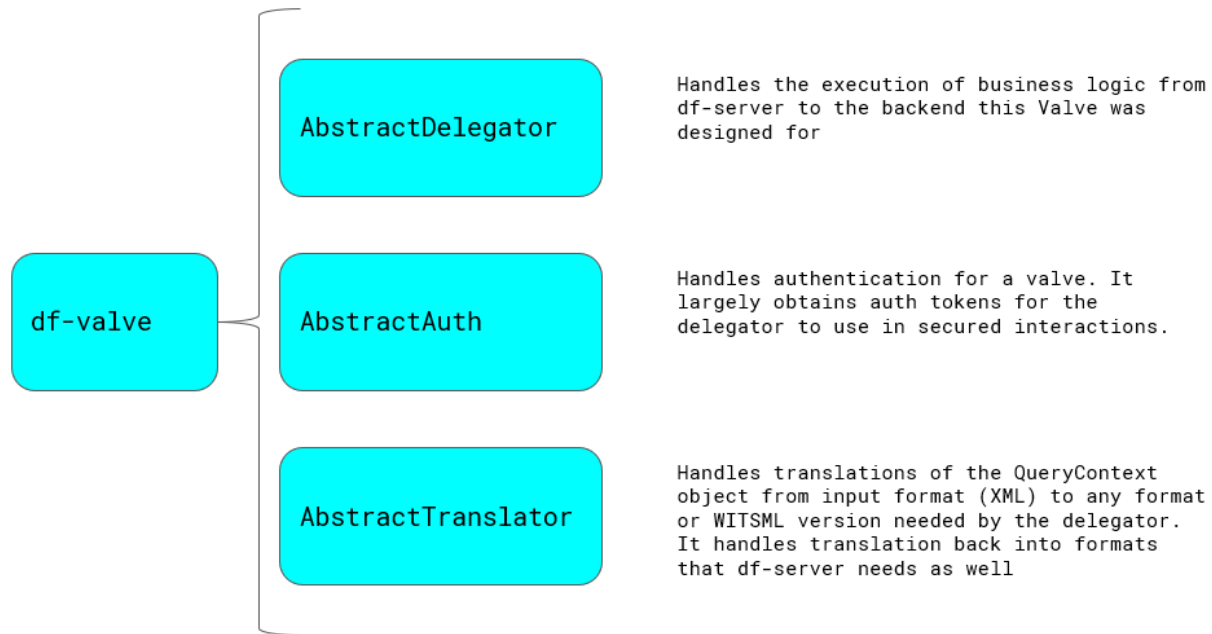 AbstractDelegator
Handles the execution of business logic from
df-server to the backend this Valve was
designed for
df-valve
AbstractAuth
Handles authentication for a valve. It
largely obtains auth tokens for the
delegator to use in secured interactions.
AbstractTranslator
Handles translations of the QueryContext
object from input format (XML) to any format
or WITSML version needed by the delegator.
It handles translation back into formats
that df-server needs as well